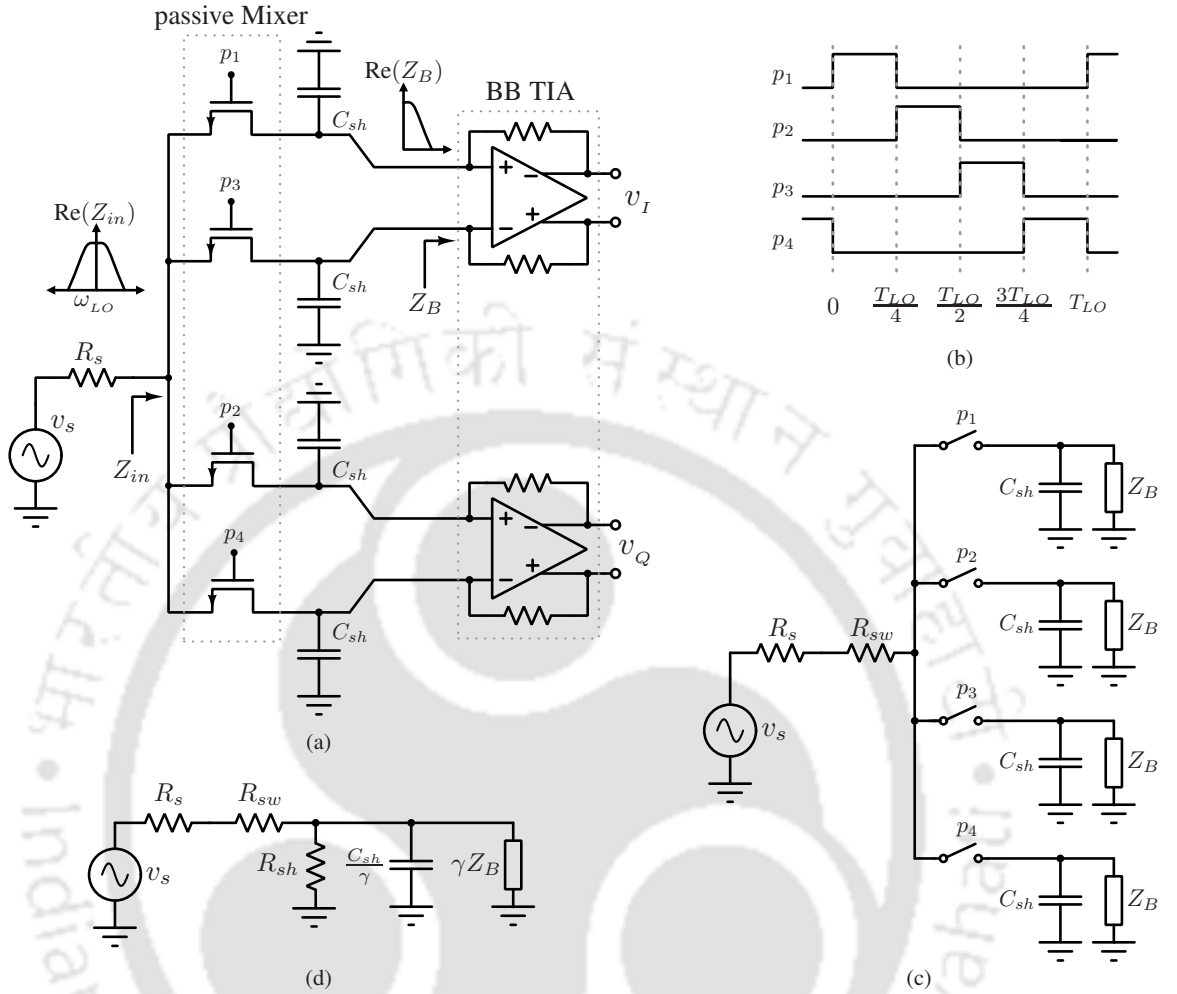 passive Mixer
p₁
C_sh
Re(Z_B)
BB TIA
+
−
−
+
v_I
p₃
C_sh
Z_B
Re(Z_in)
ω_LO
R_s
v_s
Z_in
p₂
C_sh
+
−
−
+
v_Q
p₄
C_sh
(a)
p₁
p₂
p₃
p₄
0 T_LO/4 T_LO/2 3T_LO/4 T_LO
(b)
R_s R_sw
v_s
p₁
C_sh Z_B
p₂
C_sh Z_B
p₃
C_sh Z_B
p₄
C_sh Z_B
(c)
R_s R_sw
v_s R_sh C_sh/γ γZ_B
(d)
संस्थान